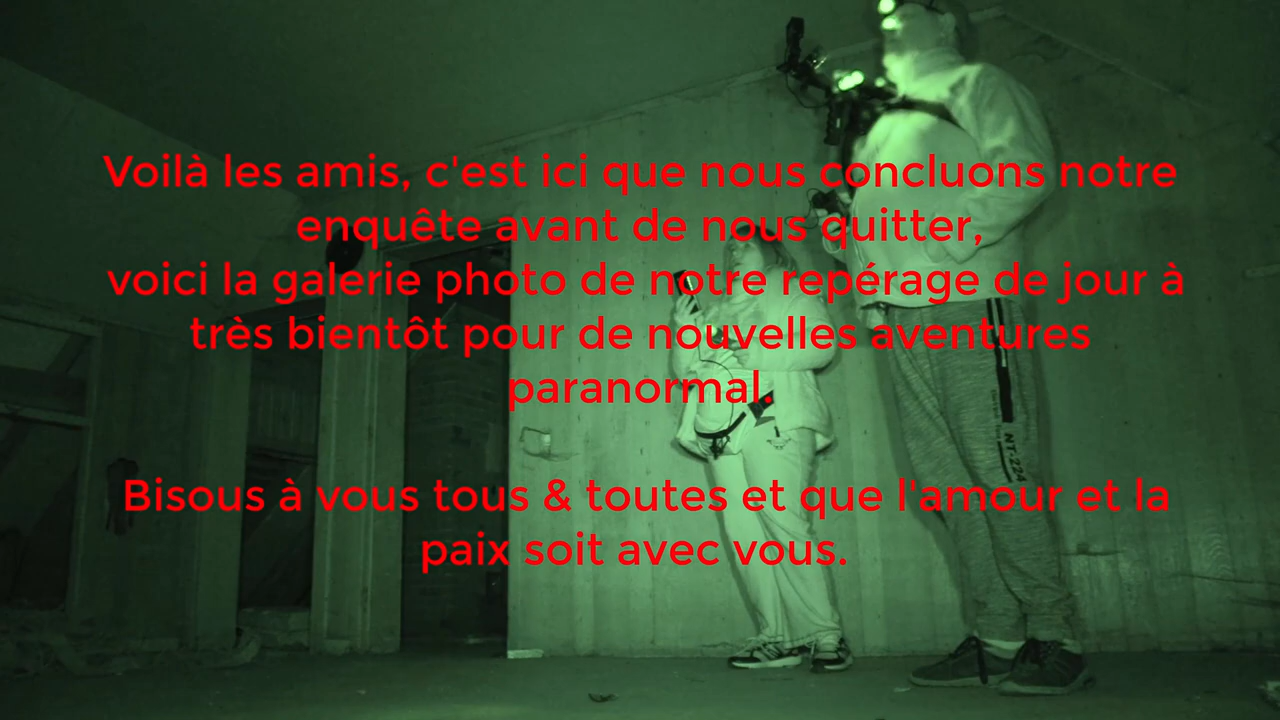 Voilà les amis, c'est ici que nous concluons notre
enquête avant de nous quitter,
voici la galerie photo de notre repérage de jour à
très bientôt pour de nouvelles aventures
paranormal.
Bisous à vous tous & toutes et que l'amour et la
paix soit avec vous.
NT-224